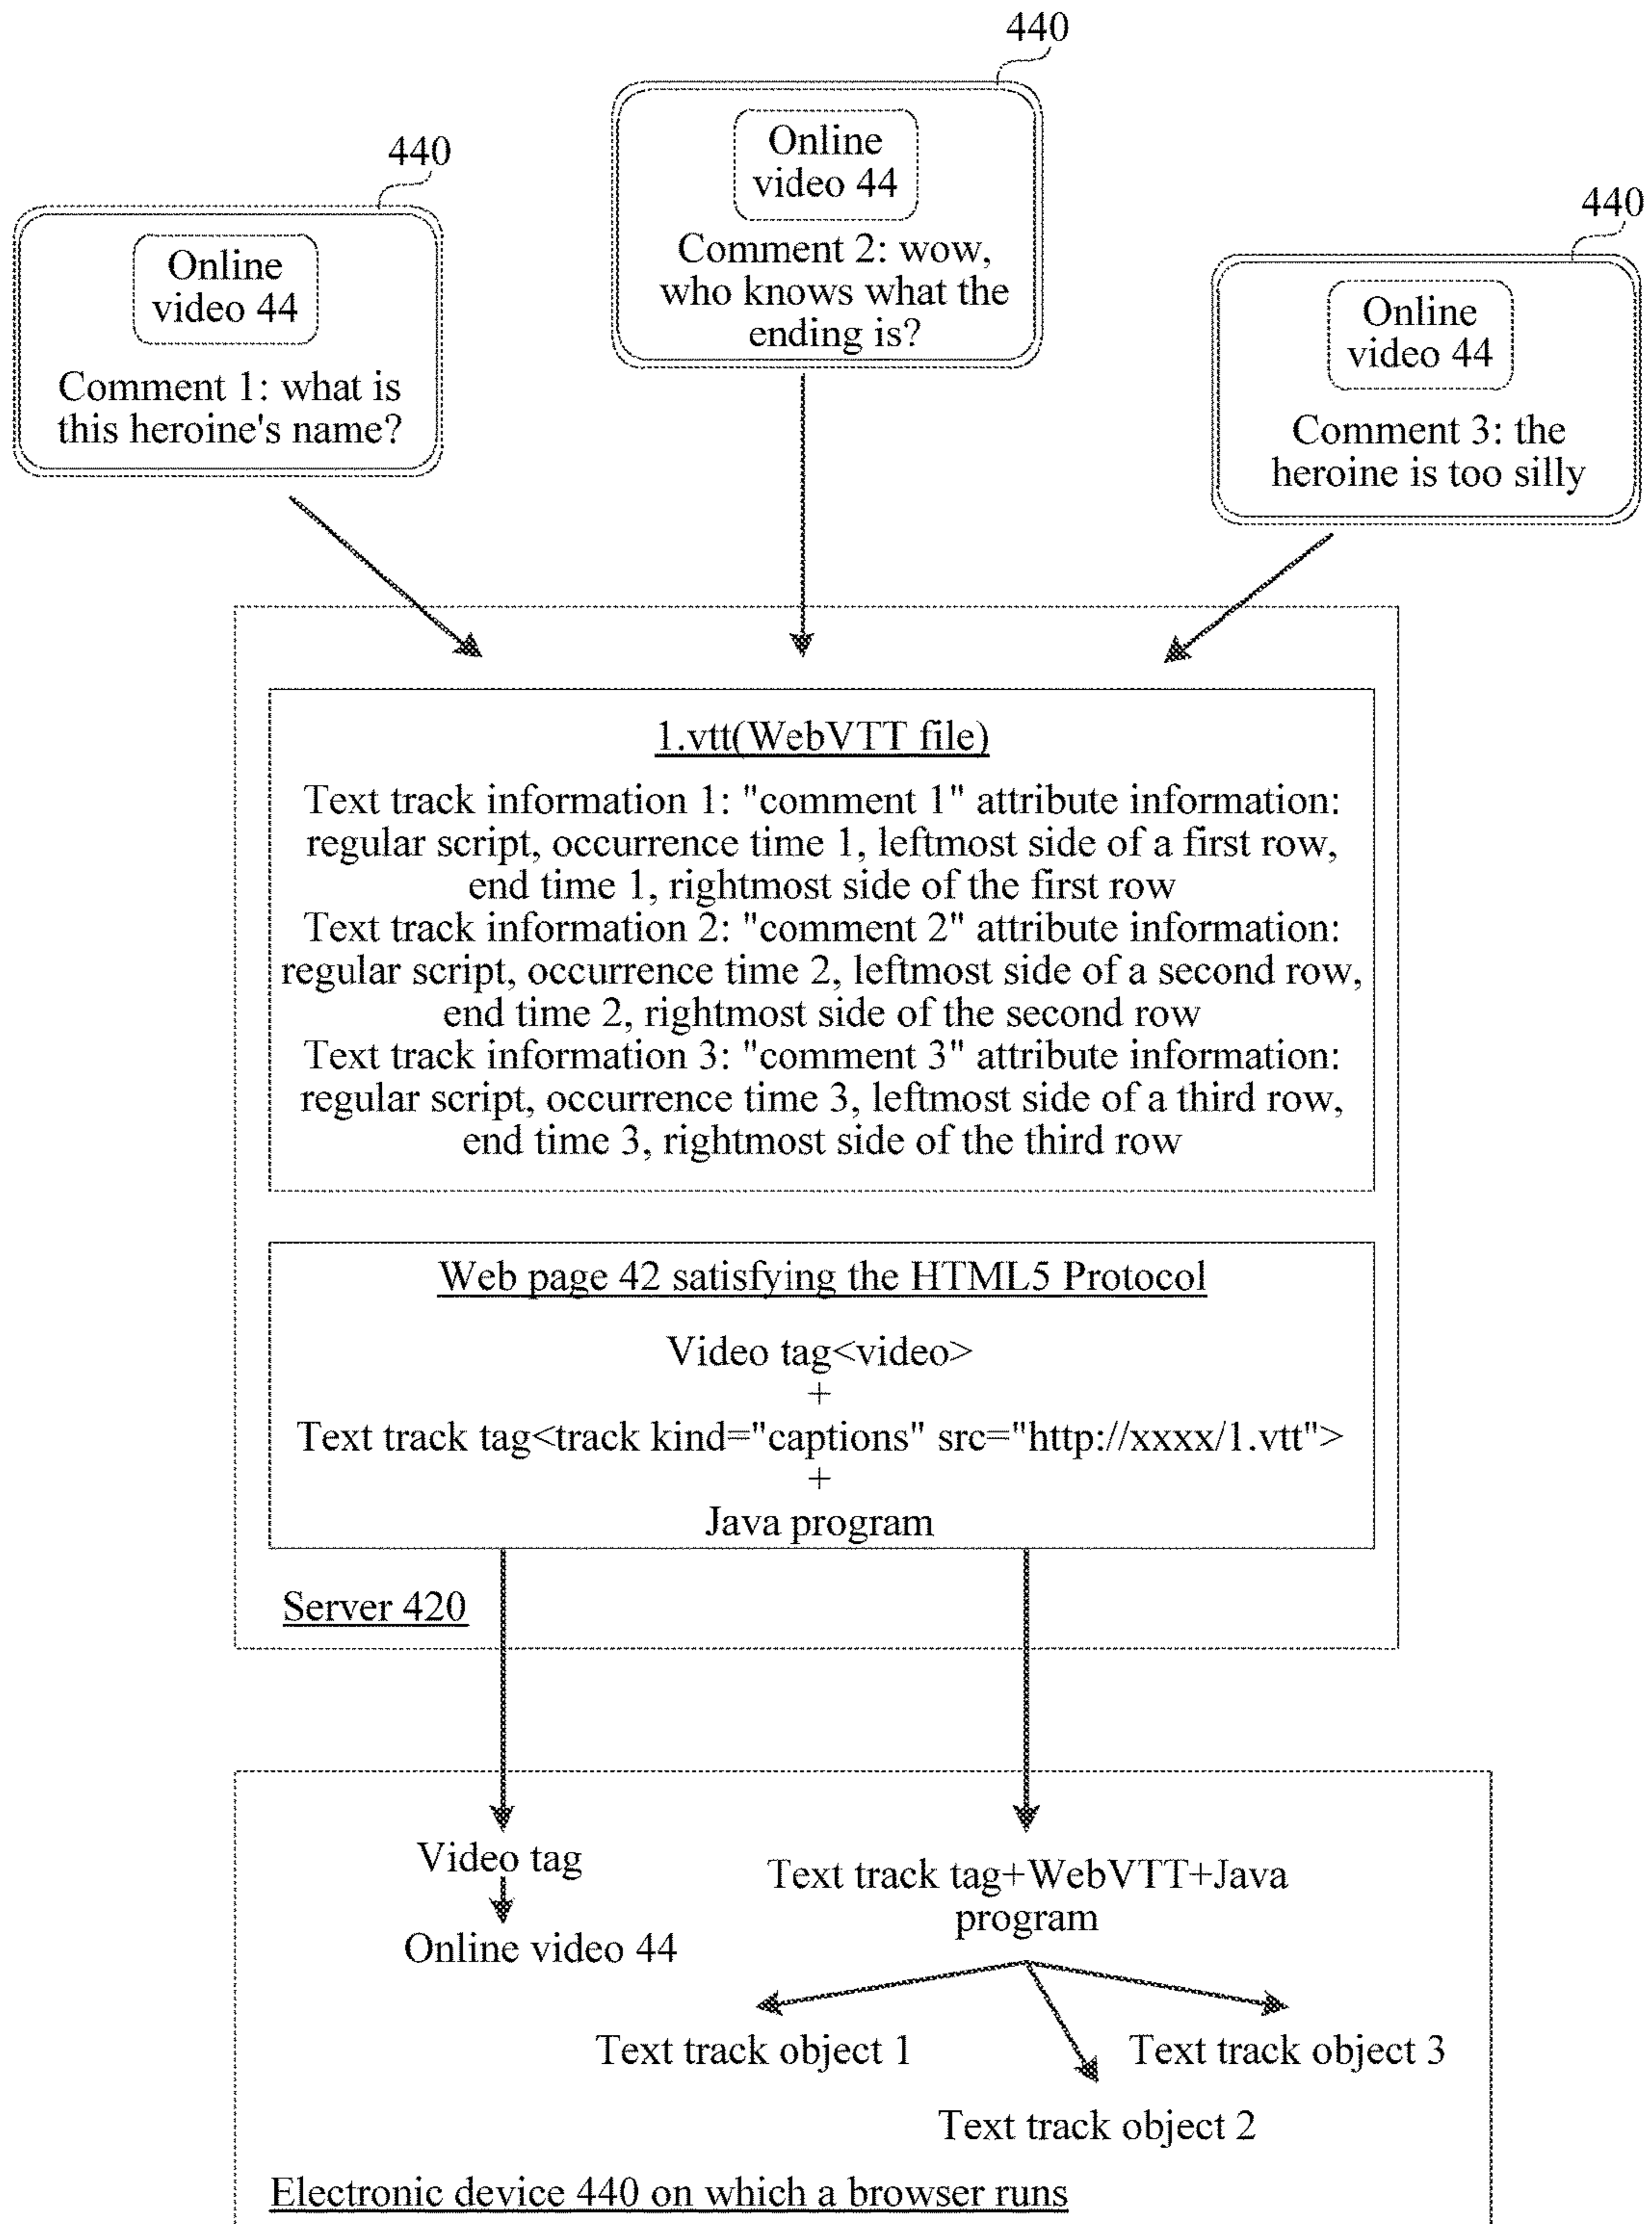 440
440
440
Online
video 44
Comment 1: what is
this heroine's name?
Online
video 44
Comment 2: wow,
who knows what the
ending is?
Online
video 44
Comment 3: the
heroine is too silly
1.vtt(WebVTT file)
Text track information 1: "comment 1" attribute information:
regular script, occurrence time 1, leftmost side of a first row,
end time 1, rightmost side of the first row
Text track information 2: "comment 2" attribute information:
regular script, occurrence time 2, leftmost side of a second row,
end time 2, rightmost side of the second row
Text track information 3: "comment 3" attribute information:
regular script, occurrence time 3, leftmost side of a third row,
end time 3, rightmost side of the third row
Web page 42 satisfying the HTML5 Protocol
Video tag<video>
+
Text track tag<track kind="captions" src="http://xxxx/1.vtt">
+
Java program
Server 420
Video tag
Online video 44
Text track tag+WebVTT+Java
program
Text track object 1
Text track object 3
Text track object 2
Electronic device 440 on which a browser runs